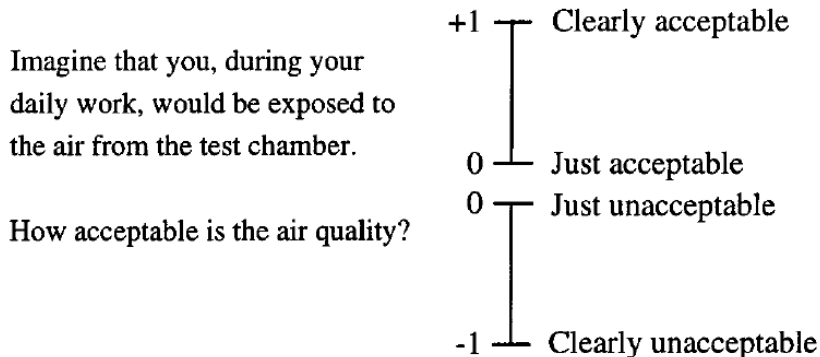 Imagine that you, during your
daily work, would be exposed to
the air from the test chamber.
How acceptable is the air quality?
+1 Clearly acceptable
0 Just acceptable
0 Just unacceptable
-1 Clearly unacceptable